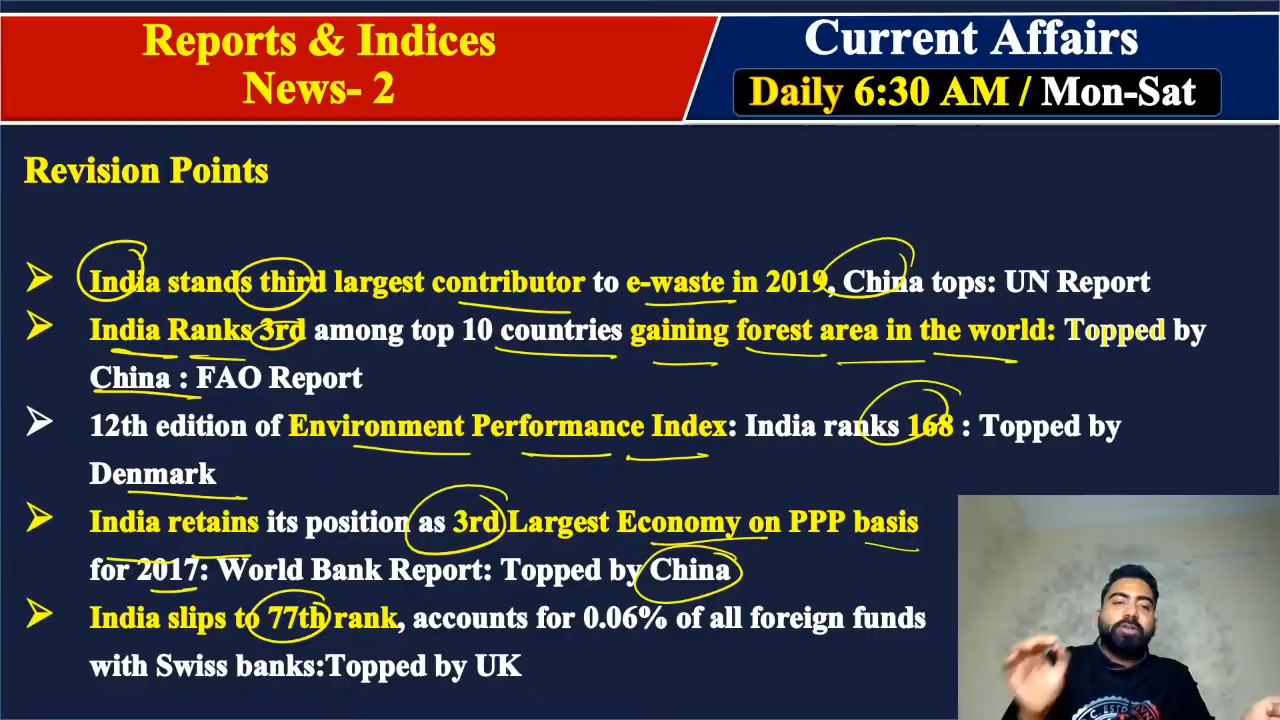 Reports & Indices
News- 2
Current Affairs
Daily 6:30 AM / Mon-Sat
Revision Points
India stands third largest contributor to e-waste in 2019, China tops: UN Report
India Ranks 3rd among top 10 countries gaining forest area in the world: Topped by
China : FAO Report
12th edition of Environment Performance Index: India ranks 168 : Topped by
Denmark
India retains its position as 3rd Largest Economy on PPP basis
for 2017: World Bank Report: Topped by China
India slips to 77th rank, accounts for 0.06% of all foreign funds
with Swiss banks:Topped by UK